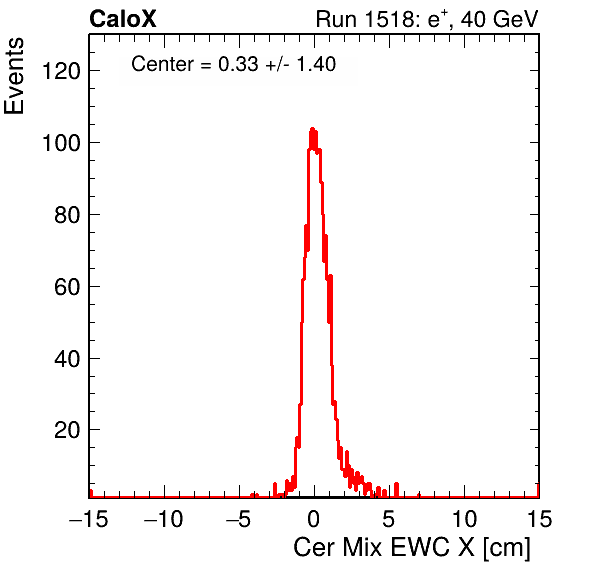 CaloX Run 1518: e⁺, 40 GeV
Center = 0.33 +/- 1.40
Events
120
100
80
60
40
20
−15 −10 −5 0 5 10 15
Cer Mix EWC X [cm]